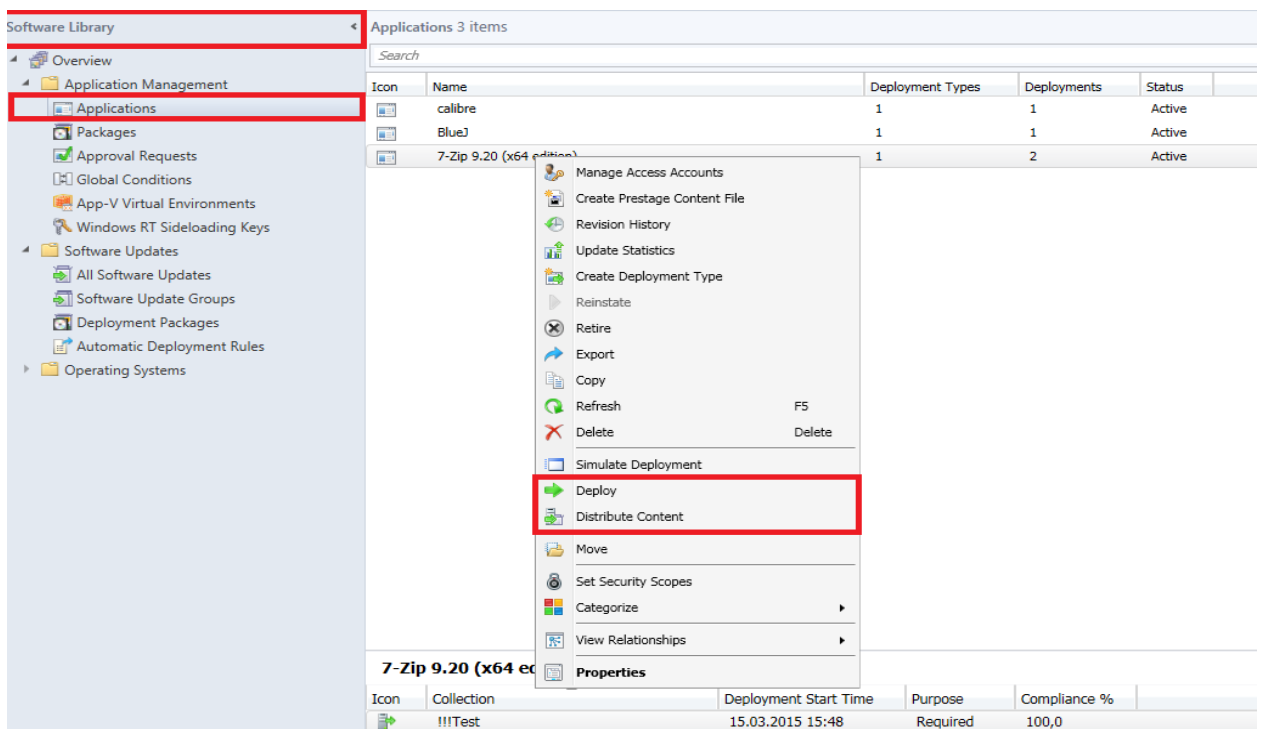 Software Library
Overview
Application Management
Applications
Packages
Approval Requests
Global Conditions
App-V Virtual Environments
Windows RT Sideloading Keys
Software Updates
All Software Updates
Software Update Groups
Deployment Packages
Automatic Deployment Rules
Operating Systems
Applications 3 items
Search
Icon Name Deployment Types Deployments Status
calibre 1 1 Active
BlueJ 1 1 Active
7-Zip 9.20 (x64 edition) 1 2 Active
Manage Access Accounts
Create Prestage Content File
Revision History
Update Statistics
Create Deployment Type
Reinstate
Retire
Export
Copy
Refresh F5
Delete Delete
Simulate Deployment
Deploy
Distribute Content
Move
Set Security Scopes
Categorize
View Relationships
Properties
7-Zip 9.20 (x64 ed
Icon Collection Deployment Start Time Purpose Compliance %
!!!Test 15.03.2015 15:48 Required 100,0